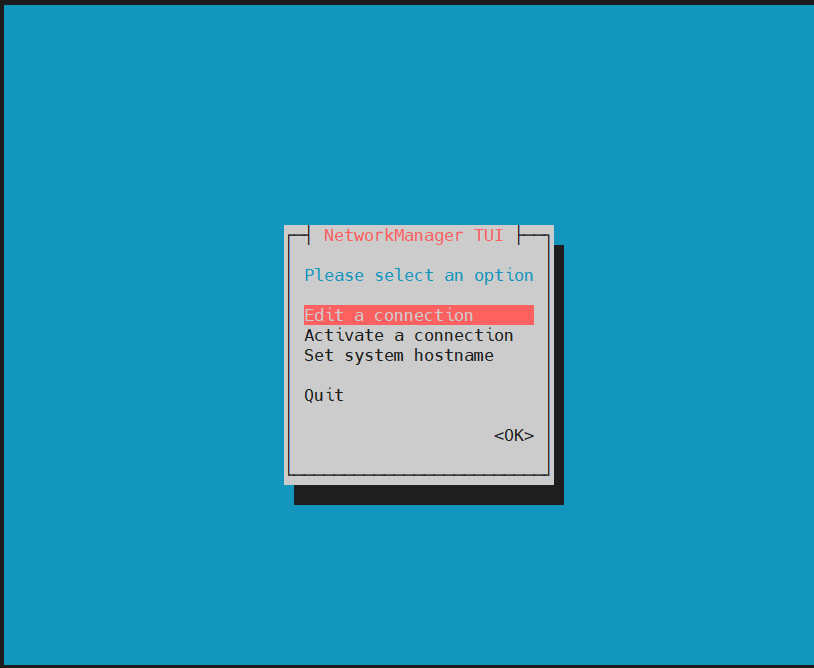 NetworkManager TUI
Please select an option
Edit a connection
Activate a connection
Set system hostname
Quit
<OK>